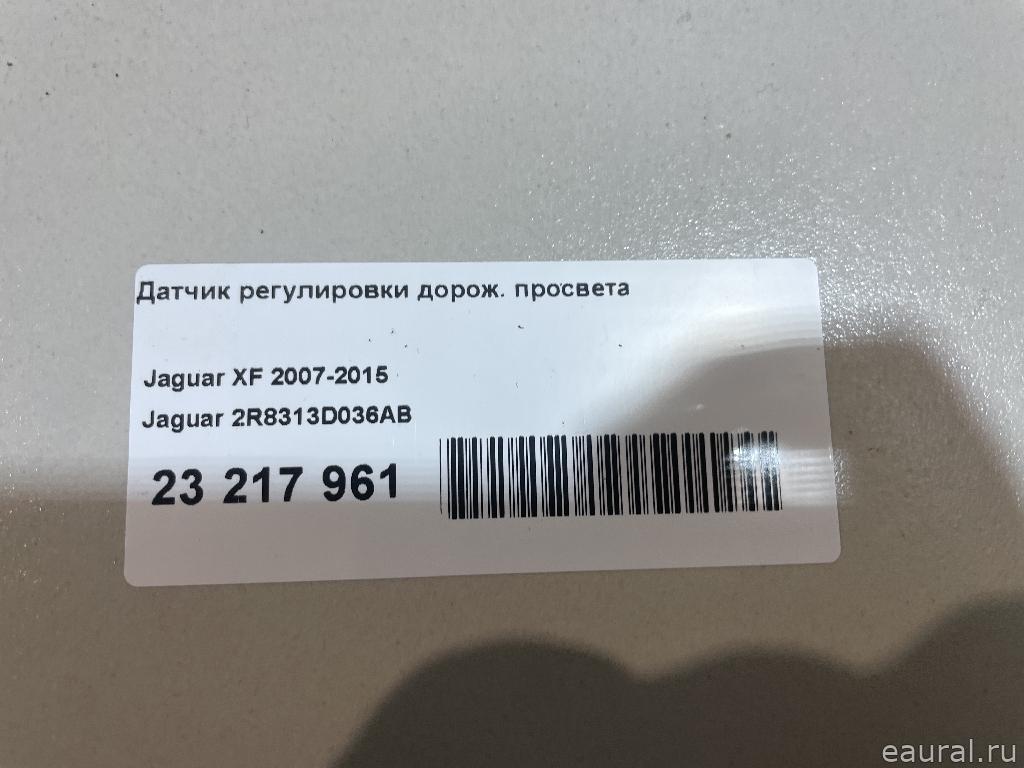 Датчик регулировки дорож. просвета
Jaguar XF 2007-2015
Jaguar 2R8313D036AB
23 217 961
eaural.ru